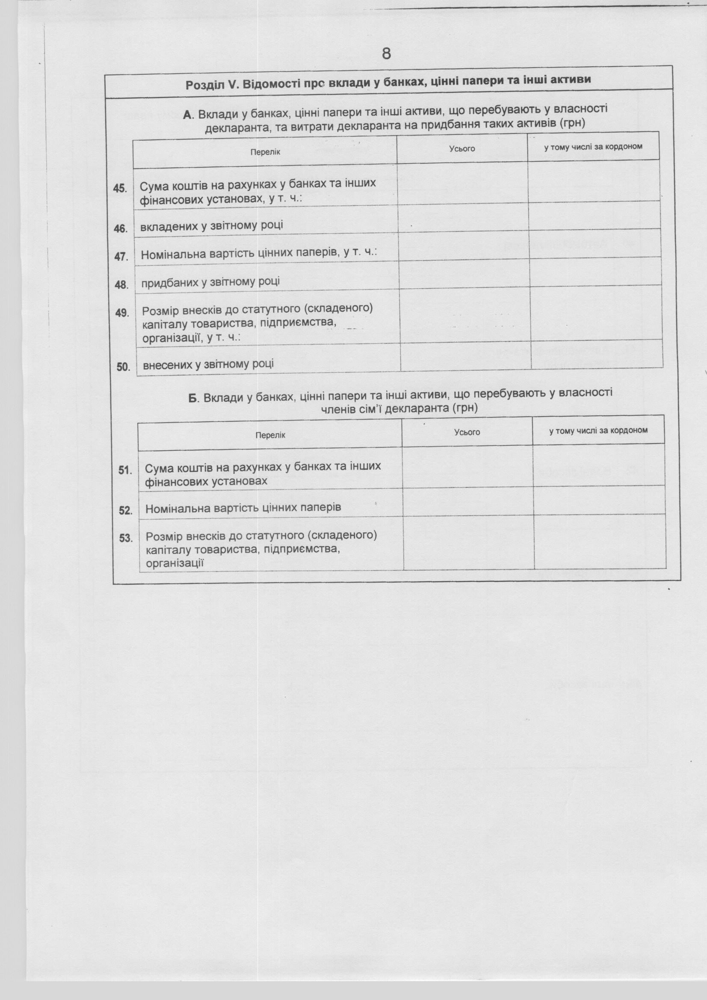 8
Розділ V. Відомості про вклади у банках, цінні папери та інші активи
А. Вклади у банках, цінні папери та інші активи, що перебувають у власності
декларанта, та витрати декларанта на придбання таких активів (грн)
Перелік Усього у тому числі за кордоном
45. Сума коштів на рахунках у банках та інших
фінансових установах, у т. ч.:
46. вкладених у звітному році
47. Номінальна вартість цінних паперів, у т. ч.:
48. придбаних у звітному році
49. Розмір внесків до статутного (складеного)
капіталу товариства, підприємства,
організації, у т. ч.:
50. внесених у звітному році
Б. Вклади у банках, цінні папери та інші активи, що перебувають у власності
членів сім'ї декларанта (грн)
Перелік Усього у тому числі за кордоном
51. Сума коштів на рахунках у банках та інших
фінансових установах
52. Номінальна вартість цінних паперів
53. Розмір внесків до статутного (складеного)
капіталу товариства, підприємства,
організації